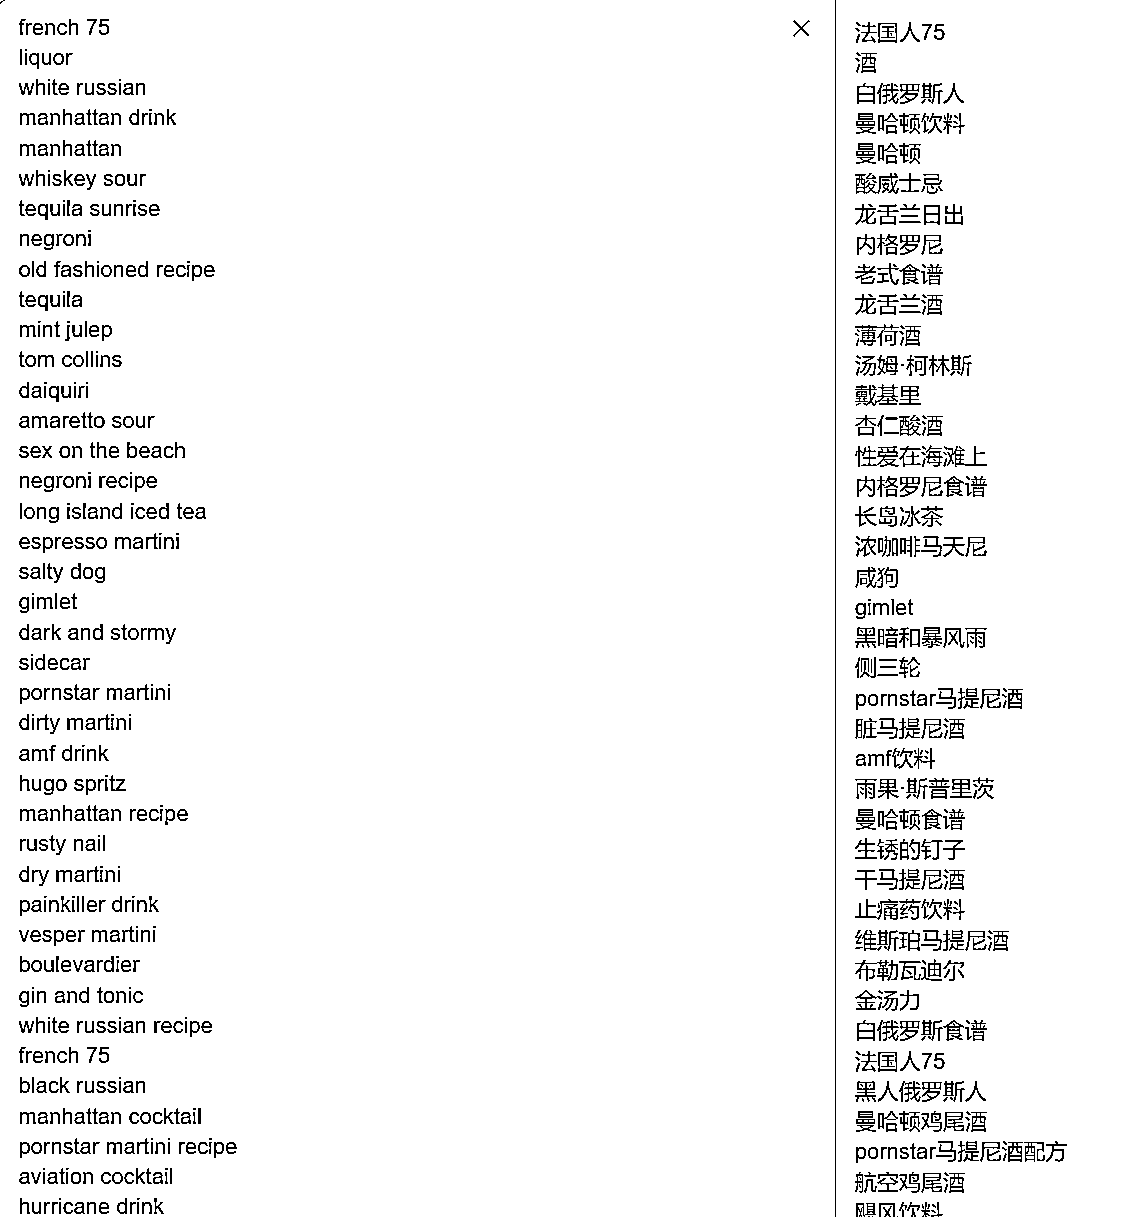 french 75
liquor
white russian
manhattan drink
manhattan
whiskey sour
tequila sunrise
negroni
old fashioned recipe
tequila
mint julep
tom collins
daiquiri
amaretto sour
sex on the beach
negroni recipe
long island iced tea
espresso martini
salty dog
gimlet
dark and stormy
sidecar
pornstar martini
dirty martini
amf drink
hugo spritz
manhattan recipe
rusty nail
dry martini
painkiller drink
vesper martini
boulevardier
gin and tonic
white russian recipe
french 75
black russian
manhattan cocktail
pornstar martini recipe
aviation cocktail
hurricane drink
法国人75
酒
白俄罗斯人
曼哈顿饮料
曼哈顿
酸威士忌
龙舌兰日出
内格罗尼
老式食谱
龙舌兰酒
薄荷酒
汤姆·柯林斯
戴基里
杏仁酸酒
性爱在海滩上
内格罗尼食谱
长岛冰茶
浓咖啡马天尼
咸狗
gimlet
黑暗和暴风雨
侧三轮
pornstar马提尼酒
脏马提尼酒
amf饮料
雨果·斯普里茨
曼哈顿食谱
生锈的钉子
干马提尼酒
止痛药饮料
维斯珀马提尼酒
布勒瓦迪尔
金汤力
白俄罗斯食谱
法国人75
黑人俄罗斯人
曼哈顿鸡尾酒
pornstar马提尼酒配方
航空鸡尾酒
飓风饮料